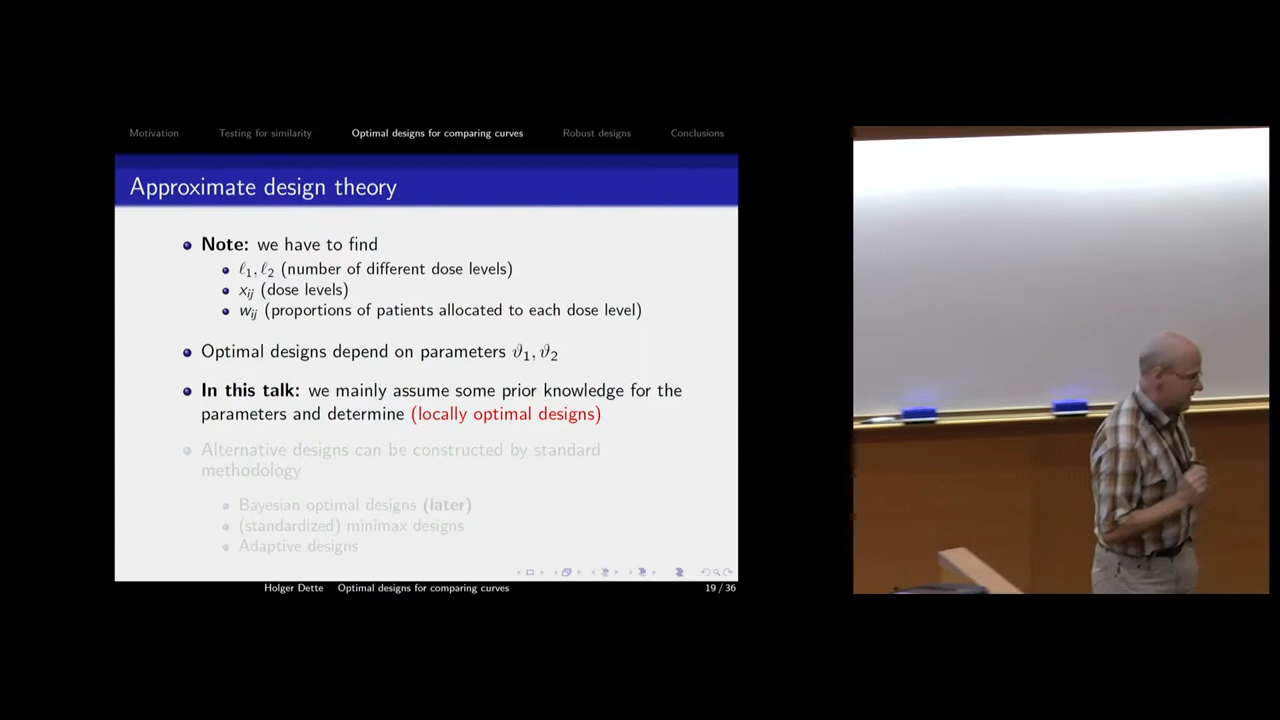 Motivation Testing for similarity Optimal designs for comparing curves Robust designs Conclusions
Approximate design theory
Note: we have to find
ℓ1, ℓ2 (number of different dose levels)
xij (dose levels)
wij (proportions of patients allocated to each dose level)
Optimal designs depend on parameters ϑ1, ϑ2
In this talk: we mainly assume some prior knowledge for the
parameters and determine (locally optimal designs)
Alternative designs can be constructed by standard
methodology
Bayesian optimal designs (later)
(standardized) minimax designs
Adaptive designs
Holger Dette Optimal designs for comparing curves 19 / 36